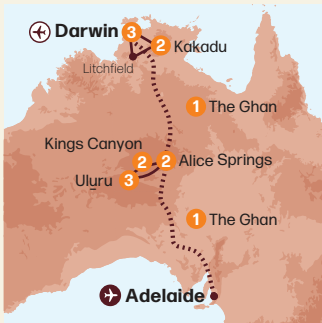 Darwin 3
2 Kakadu
Litchfield
1 The Ghan
Kings Canyon
2 2 Alice Springs
Uluṟu 3
1 The Ghan
Adelaide